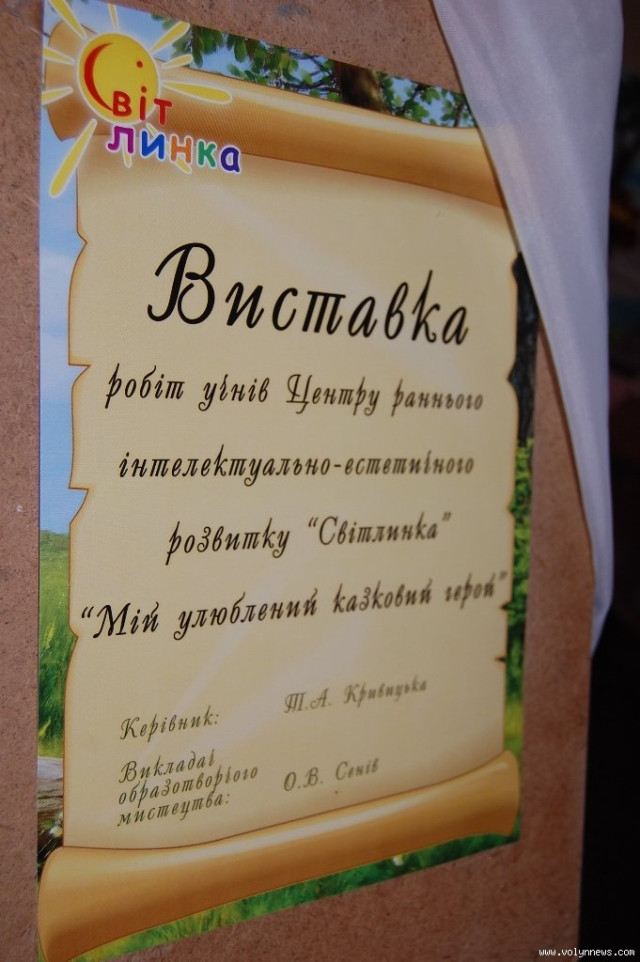 Світ
линка
Виставка
робіт учнів Центру раннього
інтелектуально-естетичного
розвитку “Світлинка”
“Мій улюблений казковий герой”
Керівник: Т.А. Кривицька
Викладачі
образотворчого
мистецтва: О.В. Сенів
www.volynnews.com